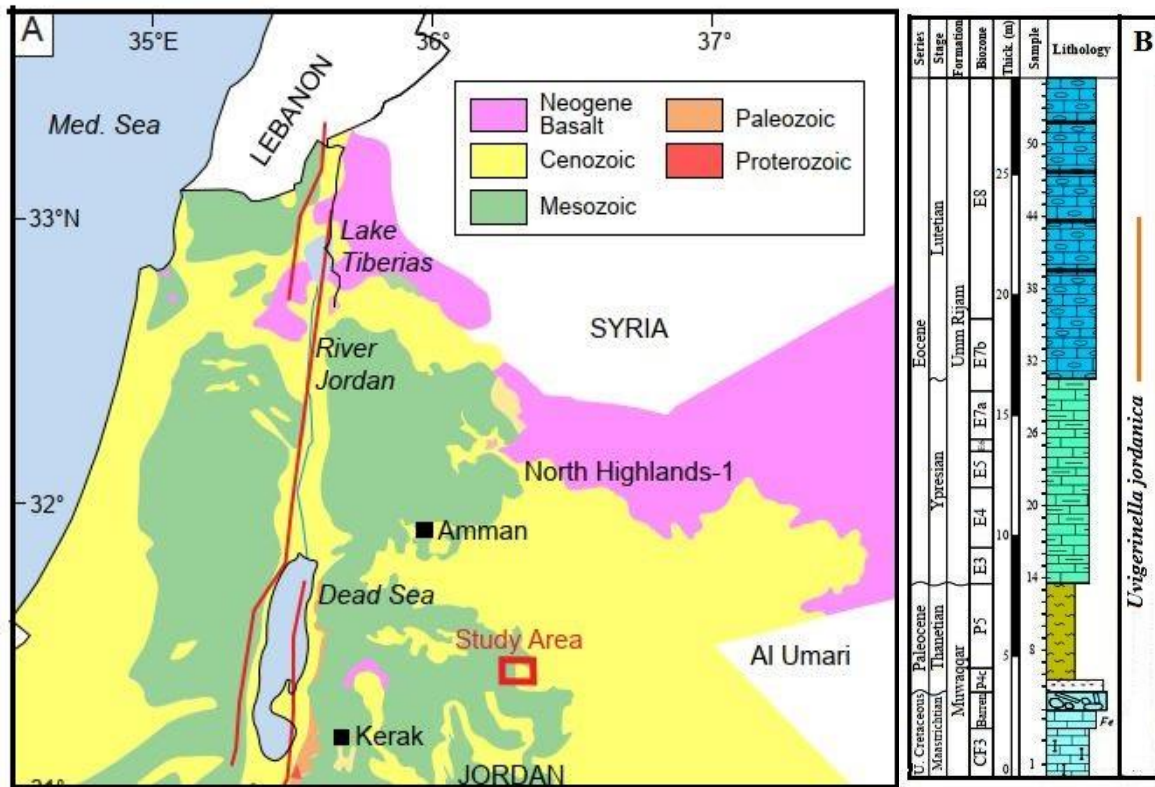 A
35°E
36°
37°
Med. Sea
LEBANON
Neogene
Basalt
Cenozoic
Mesozoic
Paleozoic
Proterozoic
33°N
Lake
Tiberias
SYRIA
River
Jordan
North Highlands-1
32°
Amman
Dead Sea
Study Area
Al Umari
Kerak
JORDAN
B
Series
Stage
Formation
Biozone
Thick. (m)
Sample
Lithology
Eocene
Paleocene
U. Cretaceous
Lutetian
Ypresian
Thanetian
Maastrichtian
Umm Rijam
Muwaqqar
E8
E7b
E7a
E5
E4
E3
P5
P4c
Barren
CF3
25
20
15
10
5
0
50
44
38
32
26
20
14
8
1
Fe
Uvigerinella jordanica